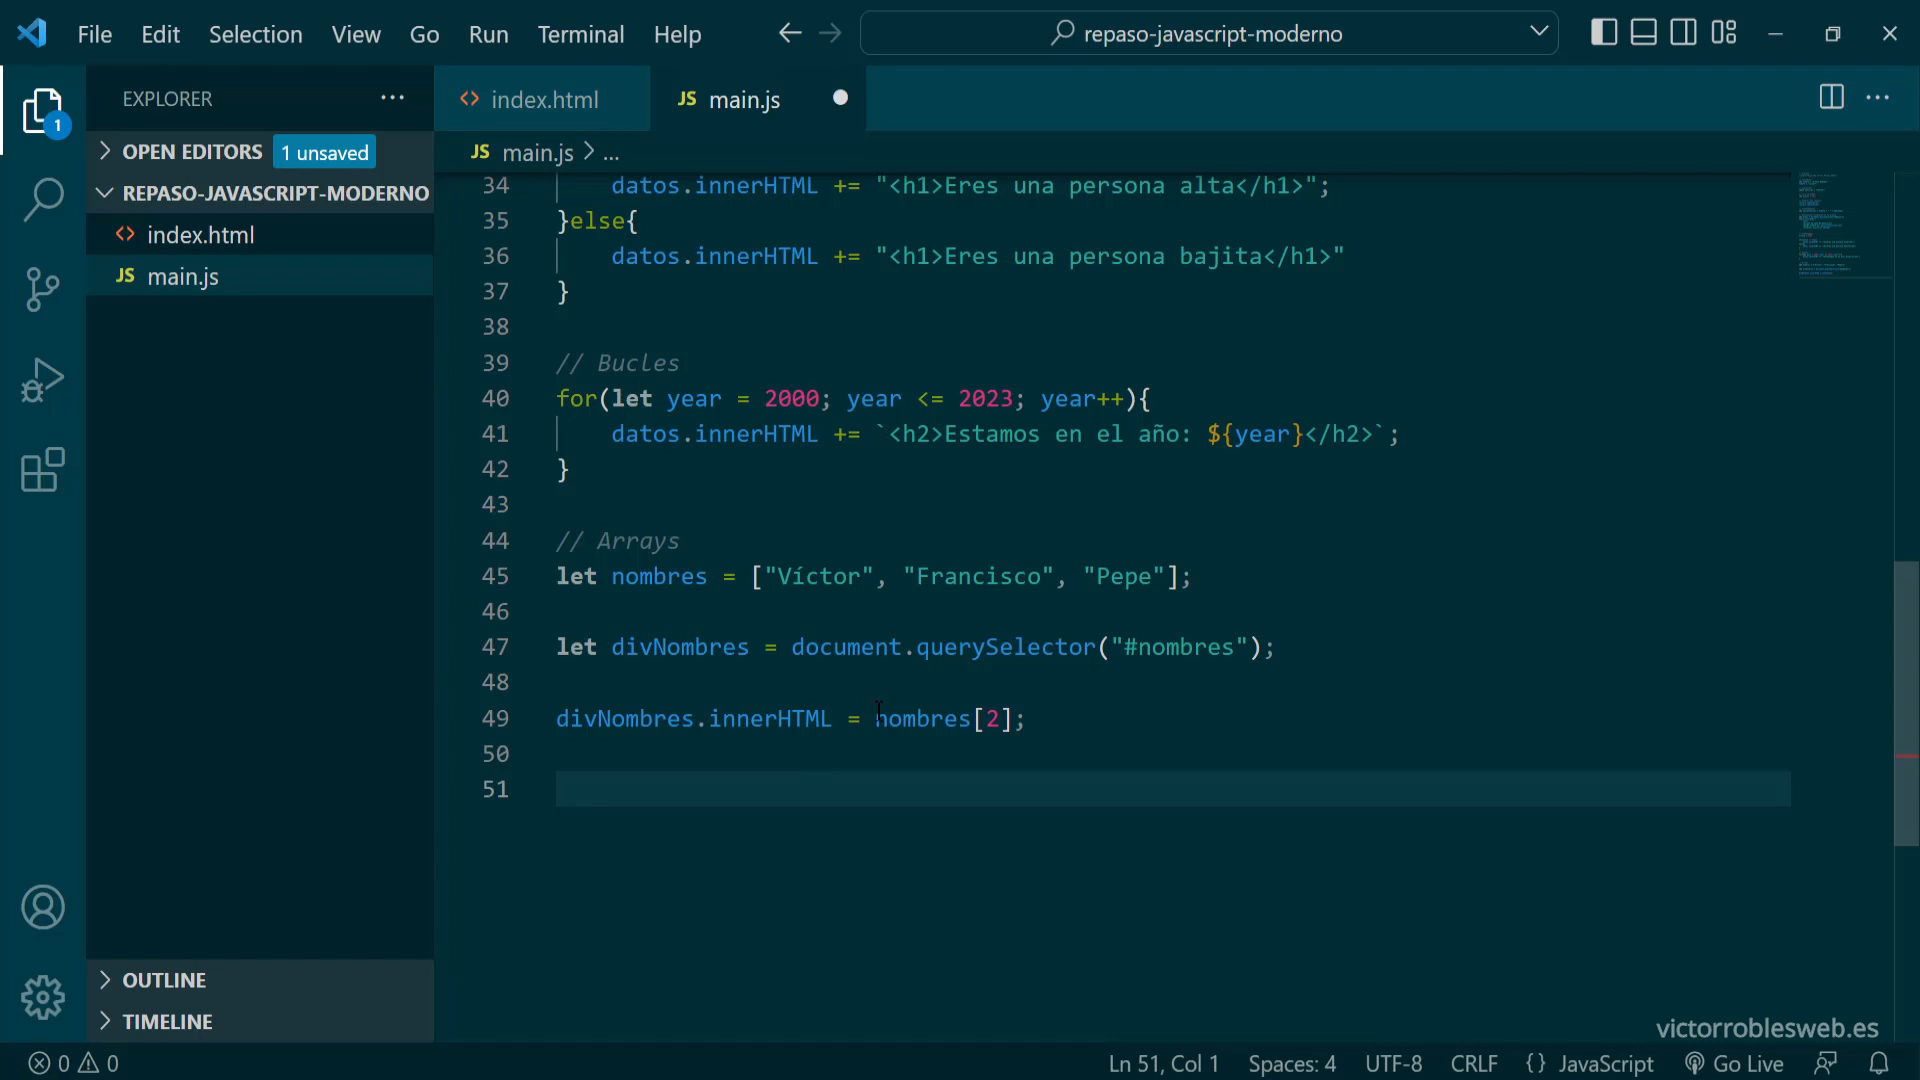 File Edit Selection View Go Run Terminal Help
repaso-javascript-moderno
EXPLORER
OPEN EDITORS 1 unsaved
REPASO-JAVASCRIPT-MODERNO
index.html
JS main.js
1
OUTLINE
TIMELINE
index.html
JS main.js
JS main.js > ...
34 datos.innerHTML += "<h1>Eres una persona alta</h1>";
35 }else{
36 datos.innerHTML += "<h1>Eres una persona bajita</h1>"
37 }
38
39 // Bucles
40 for(let year = 2000; year <= 2023; year++){
41 datos.innerHTML += `<h2>Estamos en el año: ${year}</h2>`;
42 }
43
44 // Arrays
45 let nombres = ["Víctor", "Francisco", "Pepe"];
46
47 let divNombres = document.querySelector("#nombres");
48
49 divNombres.innerHTML = nombres[2];
50
51
victorroblesweb.es
0 0
Ln 51, Col 1 Spaces: 4 UTF-8 CRLF {} JavaScript Go Live